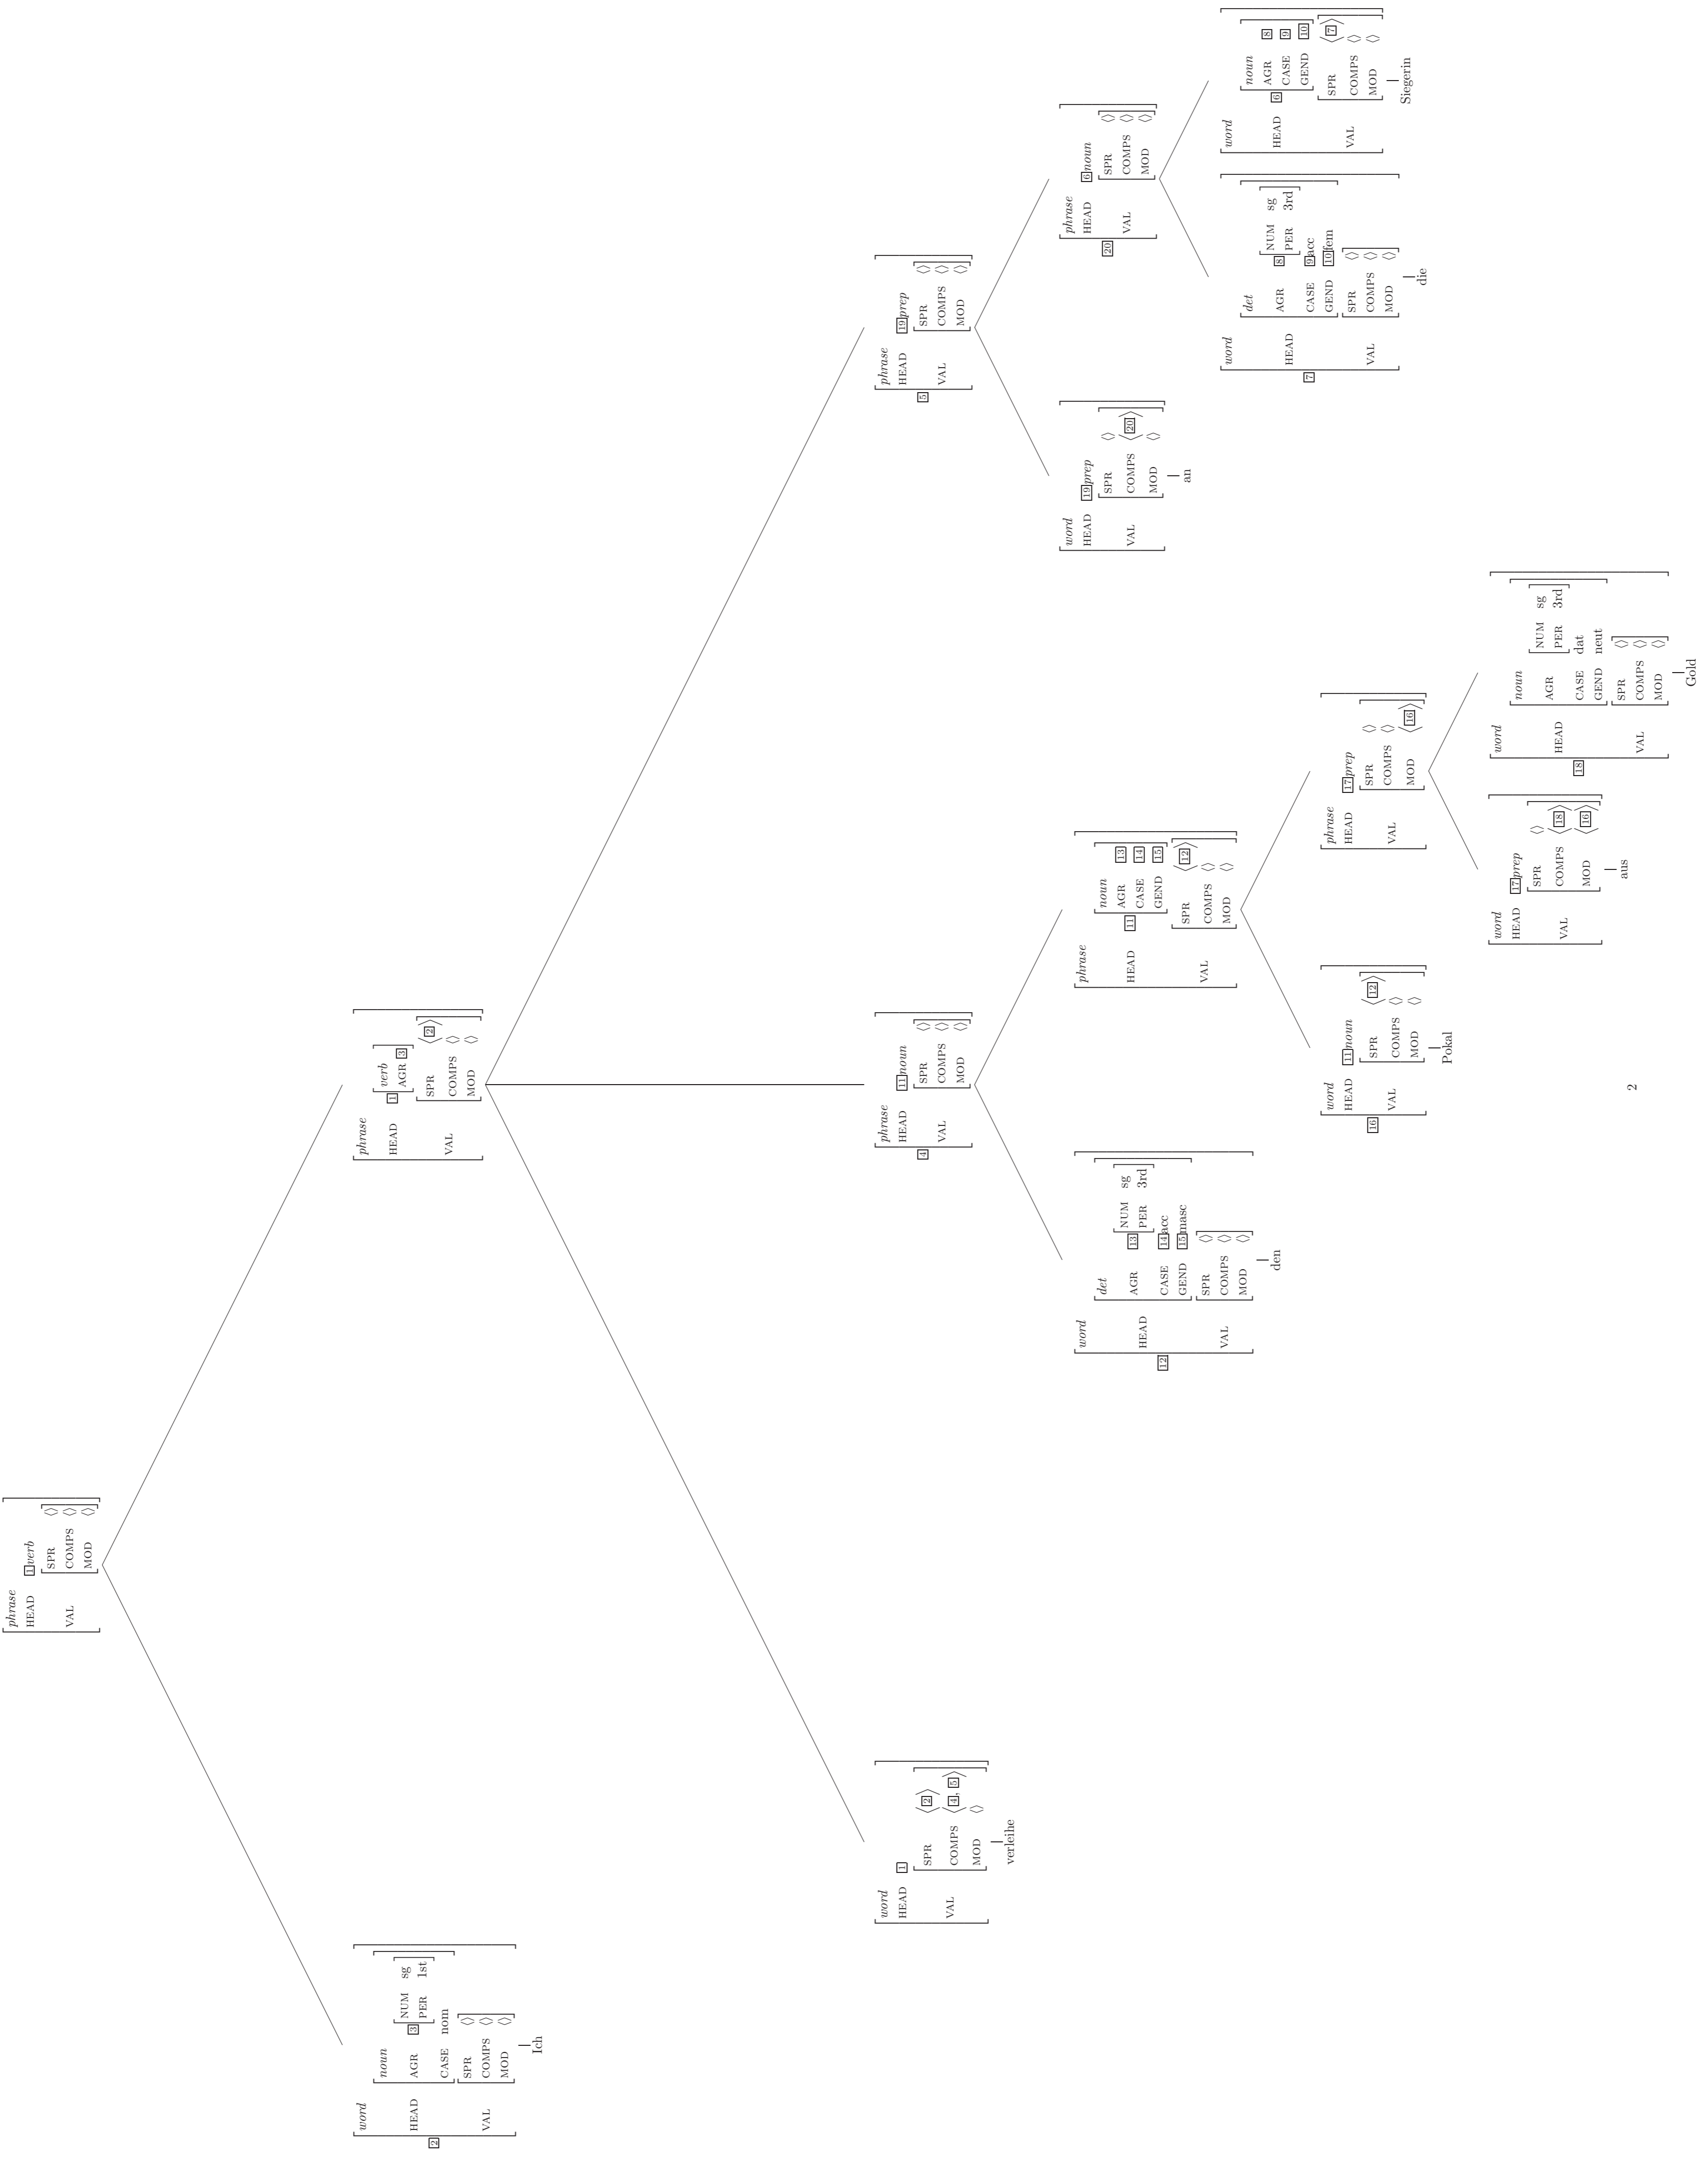 phrase
HEAD 1 verb
VAL SPR ⟨⟩
COMPS ⟨⟩
MOD ⟨⟩
2 word
HEAD noun
AGR 3 NUM sg
PER 1st
CASE nom
VAL SPR ⟨⟩
COMPS ⟨⟩
MOD ⟨⟩
Ich
phrase
HEAD 1 verb
AGR 3
VAL SPR ⟨2⟩
COMPS ⟨⟩
MOD ⟨⟩
word
HEAD 1
VAL SPR ⟨2⟩
COMPS ⟨4, 5⟩
MOD ⟨⟩
verleihe
4 phrase
HEAD 11 noun
VAL SPR ⟨⟩
COMPS ⟨⟩
MOD ⟨⟩
12 word
HEAD det
AGR 13 NUM sg
PER 3rd
CASE 14 acc
GEND 15 masc
VAL SPR ⟨⟩
COMPS ⟨⟩
MOD ⟨⟩
den
phrase
HEAD 11 noun
AGR 13
CASE 14
GEND 15
VAL SPR ⟨12⟩
COMPS ⟨⟩
MOD ⟨⟩
16 word
HEAD 11 noun
VAL SPR ⟨12⟩
COMPS ⟨⟩
MOD ⟨⟩
Pokal
phrase
HEAD 17 prep
VAL SPR ⟨⟩
COMPS ⟨⟩
MOD ⟨16⟩
word
HEAD 17 prep
VAL SPR ⟨⟩
COMPS ⟨18⟩
MOD ⟨16⟩
aus
18 word
HEAD noun
AGR NUM sg
PER 3rd
CASE dat
GEND neut
VAL SPR ⟨⟩
COMPS ⟨⟩
MOD ⟨⟩
Gold
5 phrase
HEAD 19 prep
VAL SPR ⟨⟩
COMPS ⟨⟩
MOD ⟨⟩
word
HEAD 19 prep
VAL SPR ⟨⟩
COMPS ⟨20⟩
MOD ⟨⟩
an
20 phrase
HEAD 6 noun
VAL SPR ⟨⟩
COMPS ⟨⟩
MOD ⟨⟩
7 word
HEAD det
AGR 8 NUM sg
PER 3rd
CASE 9 acc
GEND 10 fem
VAL SPR ⟨⟩
COMPS ⟨⟩
MOD ⟨⟩
die
word
HEAD 6 noun
AGR 8
CASE 9
GEND 10
VAL SPR ⟨7⟩
COMPS ⟨⟩
MOD ⟨⟩
Siegerin
2